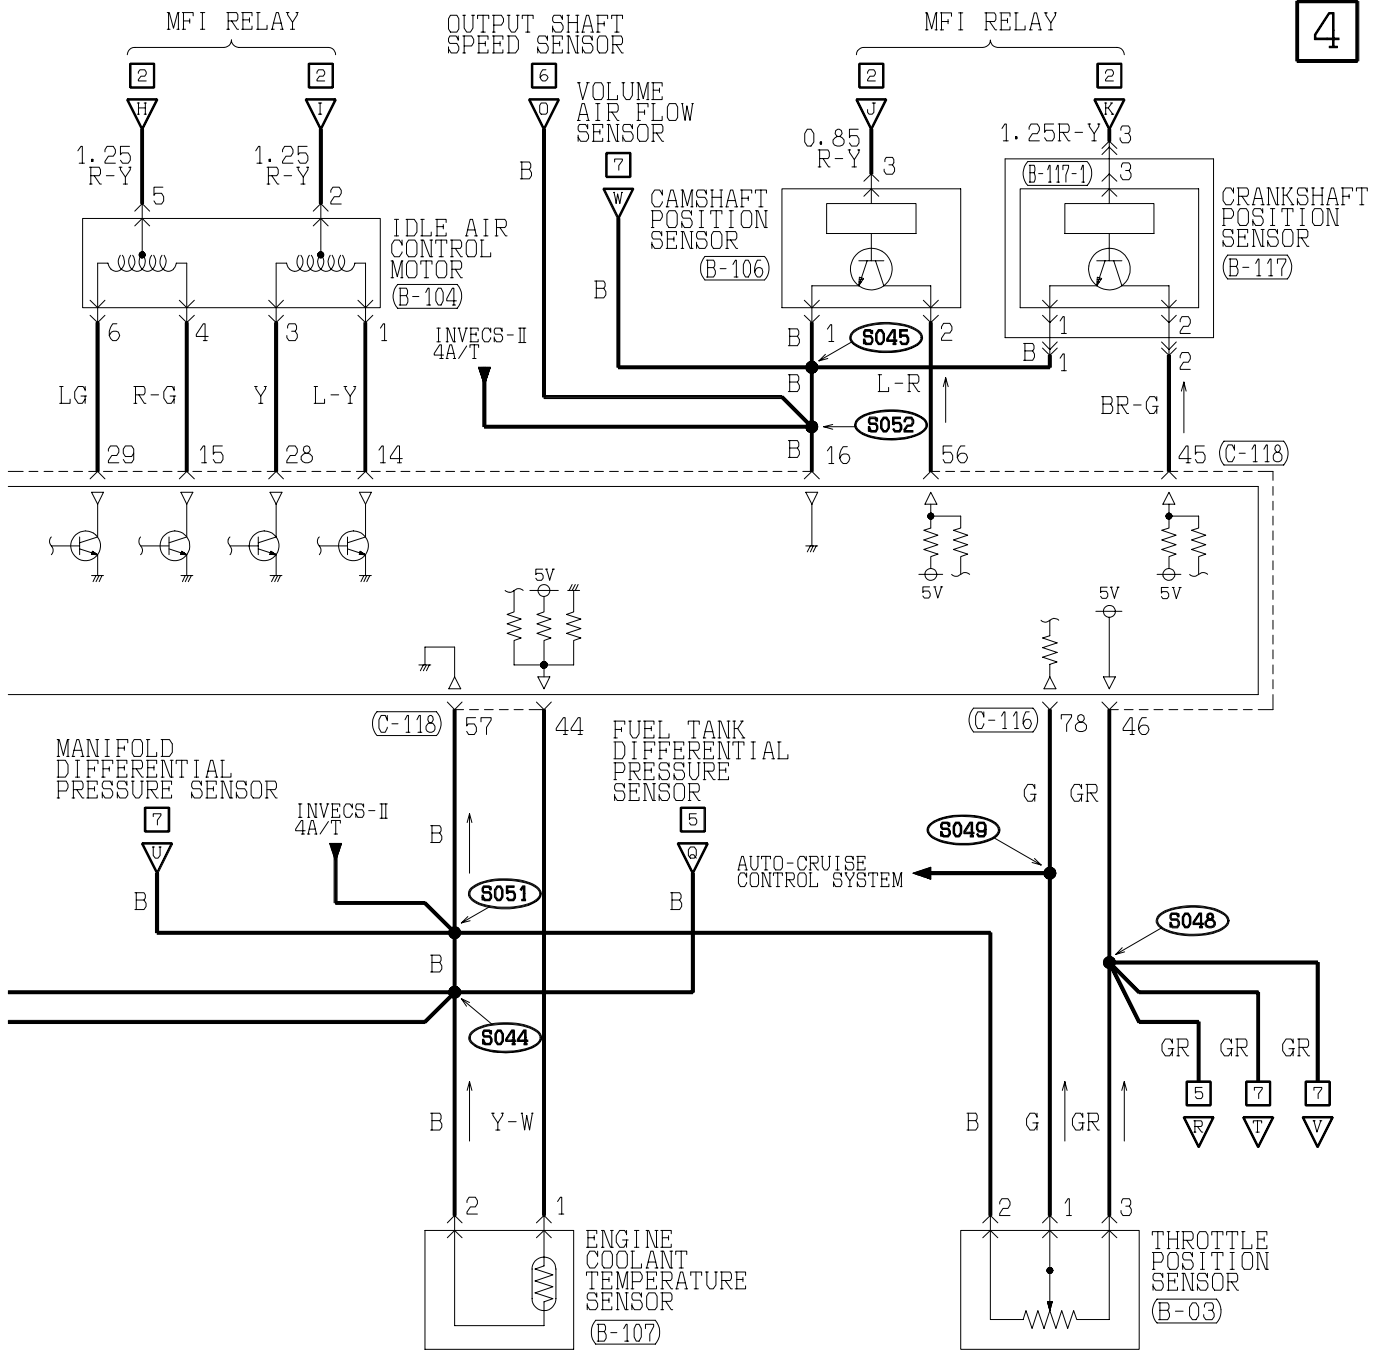 MFI RELAY
OUTPUT SHAFT
SPEED SENSOR
MFI RELAY
4
2
2
6
VOLUME
AIR FLOW
SENSOR
2
2
H
I
O
J
K
1.25
R-Y
1.25
R-Y
B
7
W
0.85
R-Y
3
1.25R-Y
3
B-117-1
3
5
2
CAMSHAFT
POSITION
SENSOR
B-106
CRANKSHAFT
POSITION
SENSOR
B-117
IDLE AIR
CONTROL
MOTOR
B-104
B
6
4
3
1
INVECS-II
4A/T
B
1
S045
2
1
2
B
1
2
LG
R-G
Y
L-Y
B
L-R
BR-G
S052
29
15
28
14
B
16
56
45
C-118
5V
5V
5V
5V
C-118
57
44
FUEL TANK
DIFFERENTIAL
PRESSURE
SENSOR
C-116
78
46
MANIFOLD
DIFFERENTIAL
PRESSURE SENSOR
7
U
INVECS-II
4A/T
B
5
Q
G
GR
S049
AUTO-CRUISE
CONTROL SYSTEM
B
S051
B
S048
B
S044
GR
GR
GR
5
7
7
R
T
V
B
Y-W
B
G
GR
2
1
2
1
3
ENGINE
COOLANT
TEMPERATURE
SENSOR
B-107
THROTTLE
POSITION
SENSOR
B-03